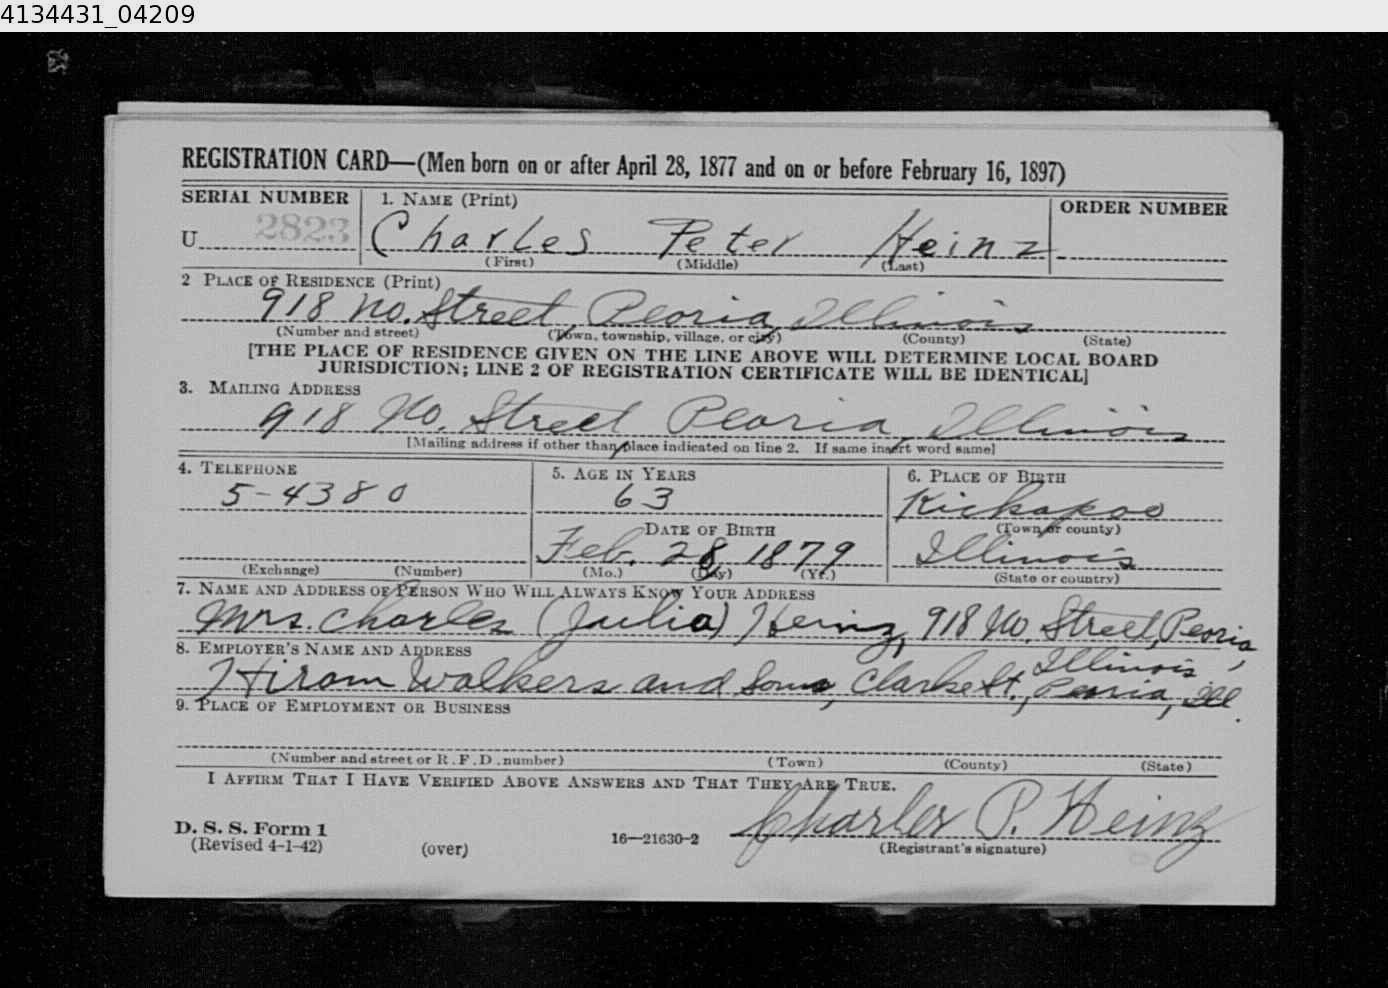 4134431_04209
REGISTRATION CARD—(Men born on or after April 28, 1877 and on or before February 16, 1897)
SERIAL NUMBER 1. NAME (Print) ORDER NUMBER
U 2823 Charles Peter Heinz
(First) (Middle) (Last)
2 PLACE OF RESIDENCE (Print)
918 No. Street, Peoria, Illinois
(Number and street) (Town, township, village, or city) (County) (State)
[THE PLACE OF RESIDENCE GIVEN ON THE LINE ABOVE WILL DETERMINE LOCAL BOARD
JURISDICTION; LINE 2 OF REGISTRATION CERTIFICATE WILL BE IDENTICAL]
3. MAILING ADDRESS
918 No. Street Peoria, Illinois
[Mailing address if other than place indicated on line 2. If same insert word same]
4. TELEPHONE 5. AGE IN YEARS 6. PLACE OF BIRTH
5-4380 63 Kickapoo
DATE OF BIRTH (Town or county)
Feb. 28, 1879 Illinois
(Exchange) (Number) (Mo.) (Day) (Yr.) (State or country)
7. NAME AND ADDRESS OF PERSON WHO WILL ALWAYS KNOW YOUR ADDRESS
Mrs. Charles (Julia) Heinz, 918 No. Street, Peoria,
Illinois
8. EMPLOYER'S NAME AND ADDRESS
Hiram Walkers and Sons, Clarke St., Peoria, Ill.
9. PLACE OF EMPLOYMENT OR BUSINESS
(Number and street or R. F. D. number) (Town) (County) (State)
I AFFIRM THAT I HAVE VERIFIED ABOVE ANSWERS AND THAT THEY ARE TRUE.
Charles P. Heinz
D. S. S. Form 1
(Revised 4-1-42) (over) 16—21630-2 (Registrant's signature)